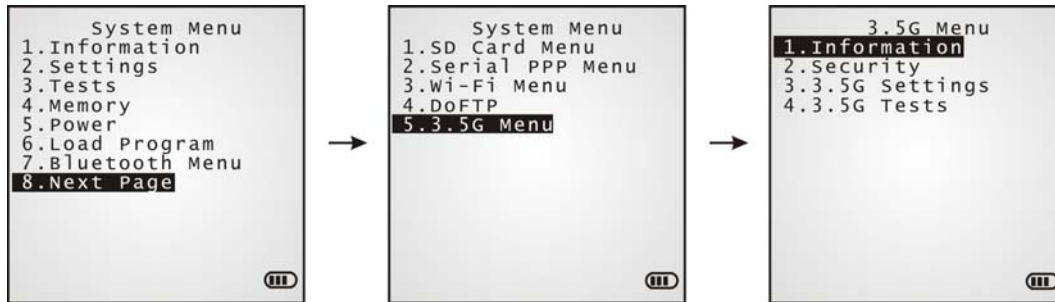 System Menu
1.Information
2.Settings
3.Tests
4.Memory
5.Power
6.Load Program
7.Bluetooth Menu
8.Next Page
System Menu
1.SD Card Menu
2.Serial PPP Menu
3.Wi-Fi Menu
4.DoFTP
5.3.5G Menu
3.5G Menu
1.Information
2.Security
3.3.5G Settings
4.3.5G Tests